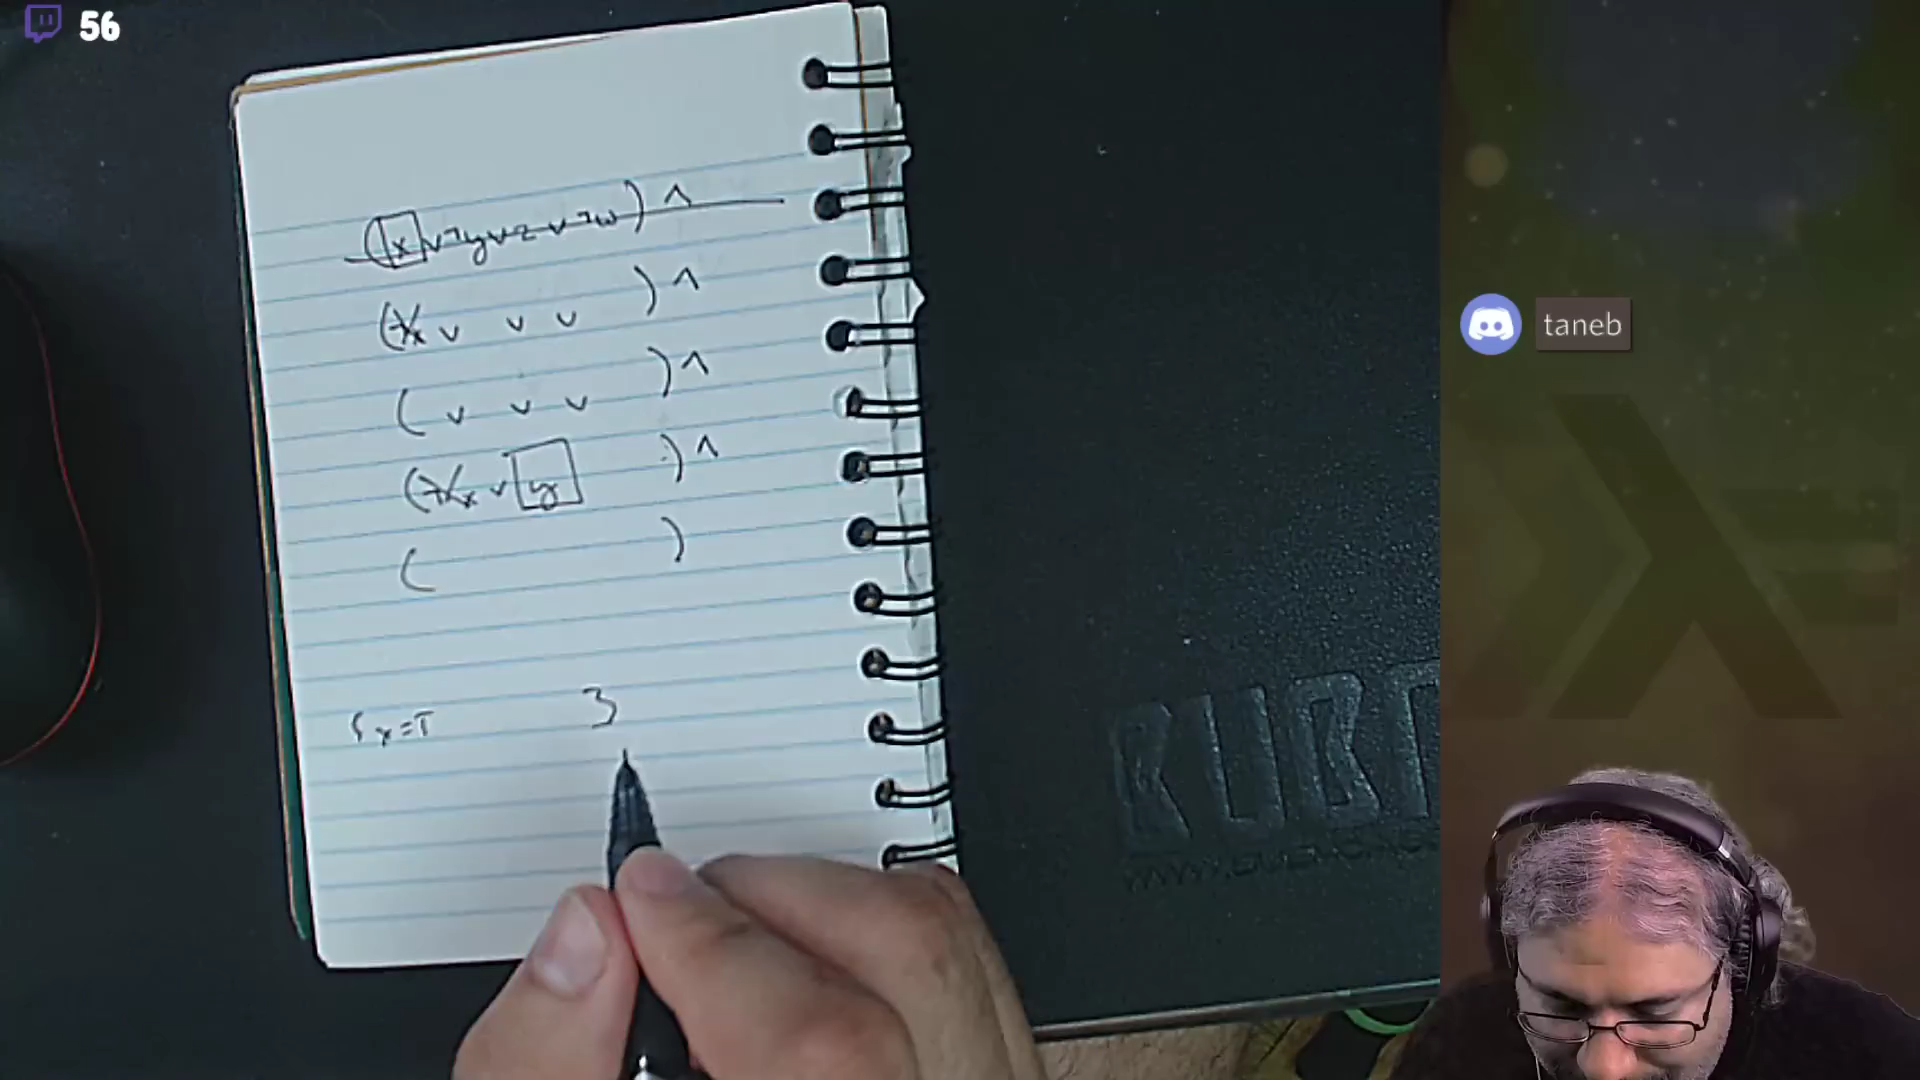 56
(x∨¬y∨z∨¬w)∧
(¬x∨ ∨ ∨ )∧
( ∨ ∨ ∨ )∧
(¬x∨y )∧
( )
{x=T }
taneb